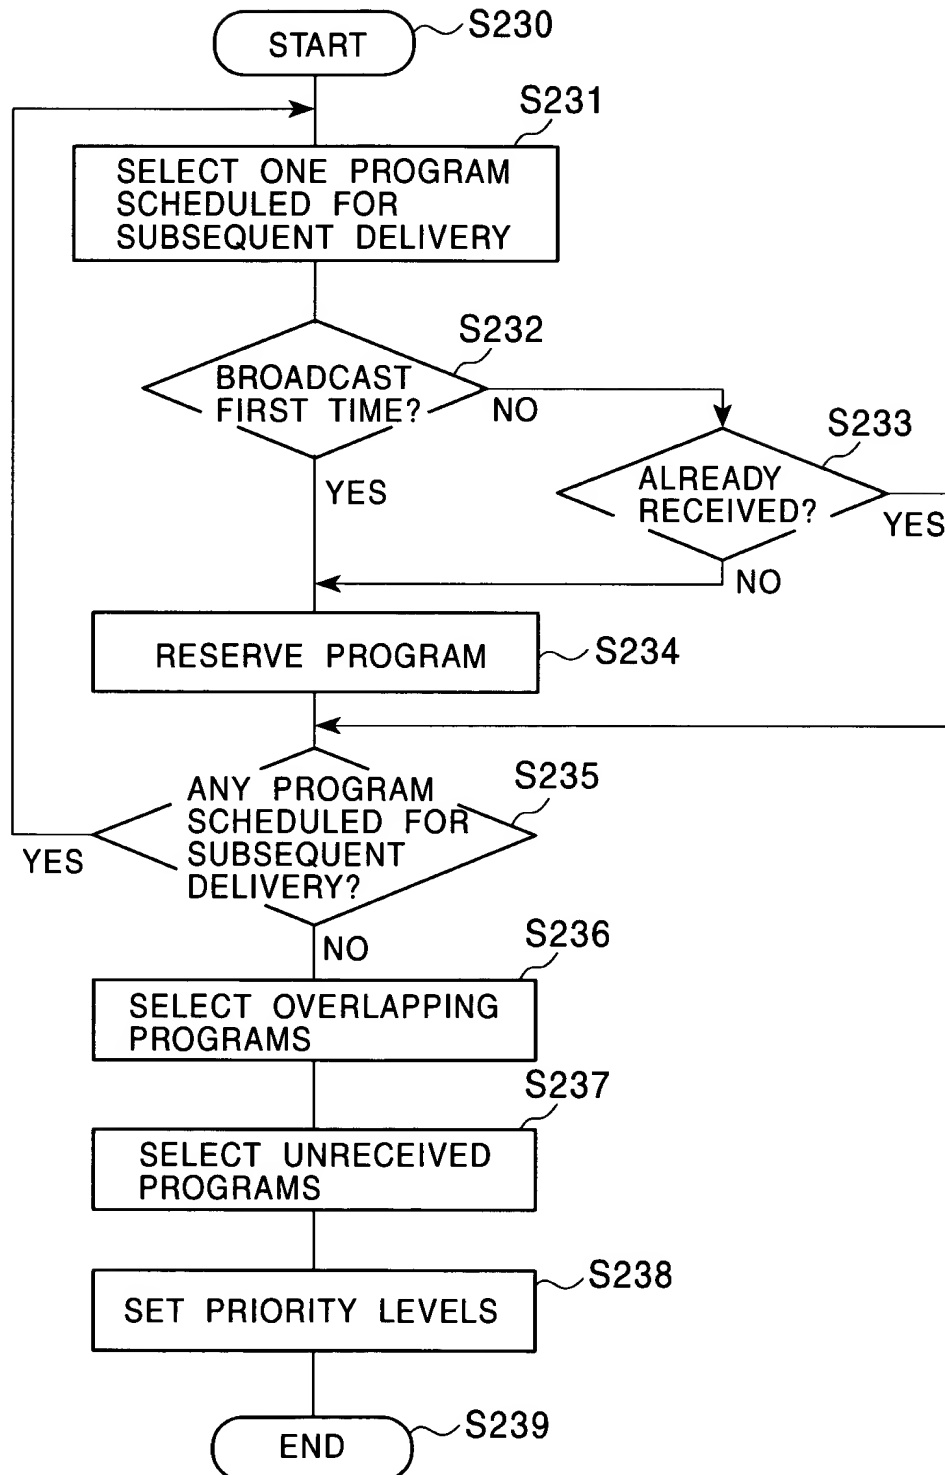 START
S230
S231
SELECT ONE PROGRAM
SCHEDULED FOR
SUBSEQUENT DELIVERY
S232
BROADCAST
FIRST TIME?
NO
YES
S233
ALREADY
RECEIVED?
YES
NO
RESERVE PROGRAM
S234
S235
ANY PROGRAM
SCHEDULED FOR
SUBSEQUENT
DELIVERY?
YES
NO
S236
SELECT OVERLAPPING
PROGRAMS
S237
SELECT UNRECEIVED
PROGRAMS
S238
SET PRIORITY LEVELS
END
S239